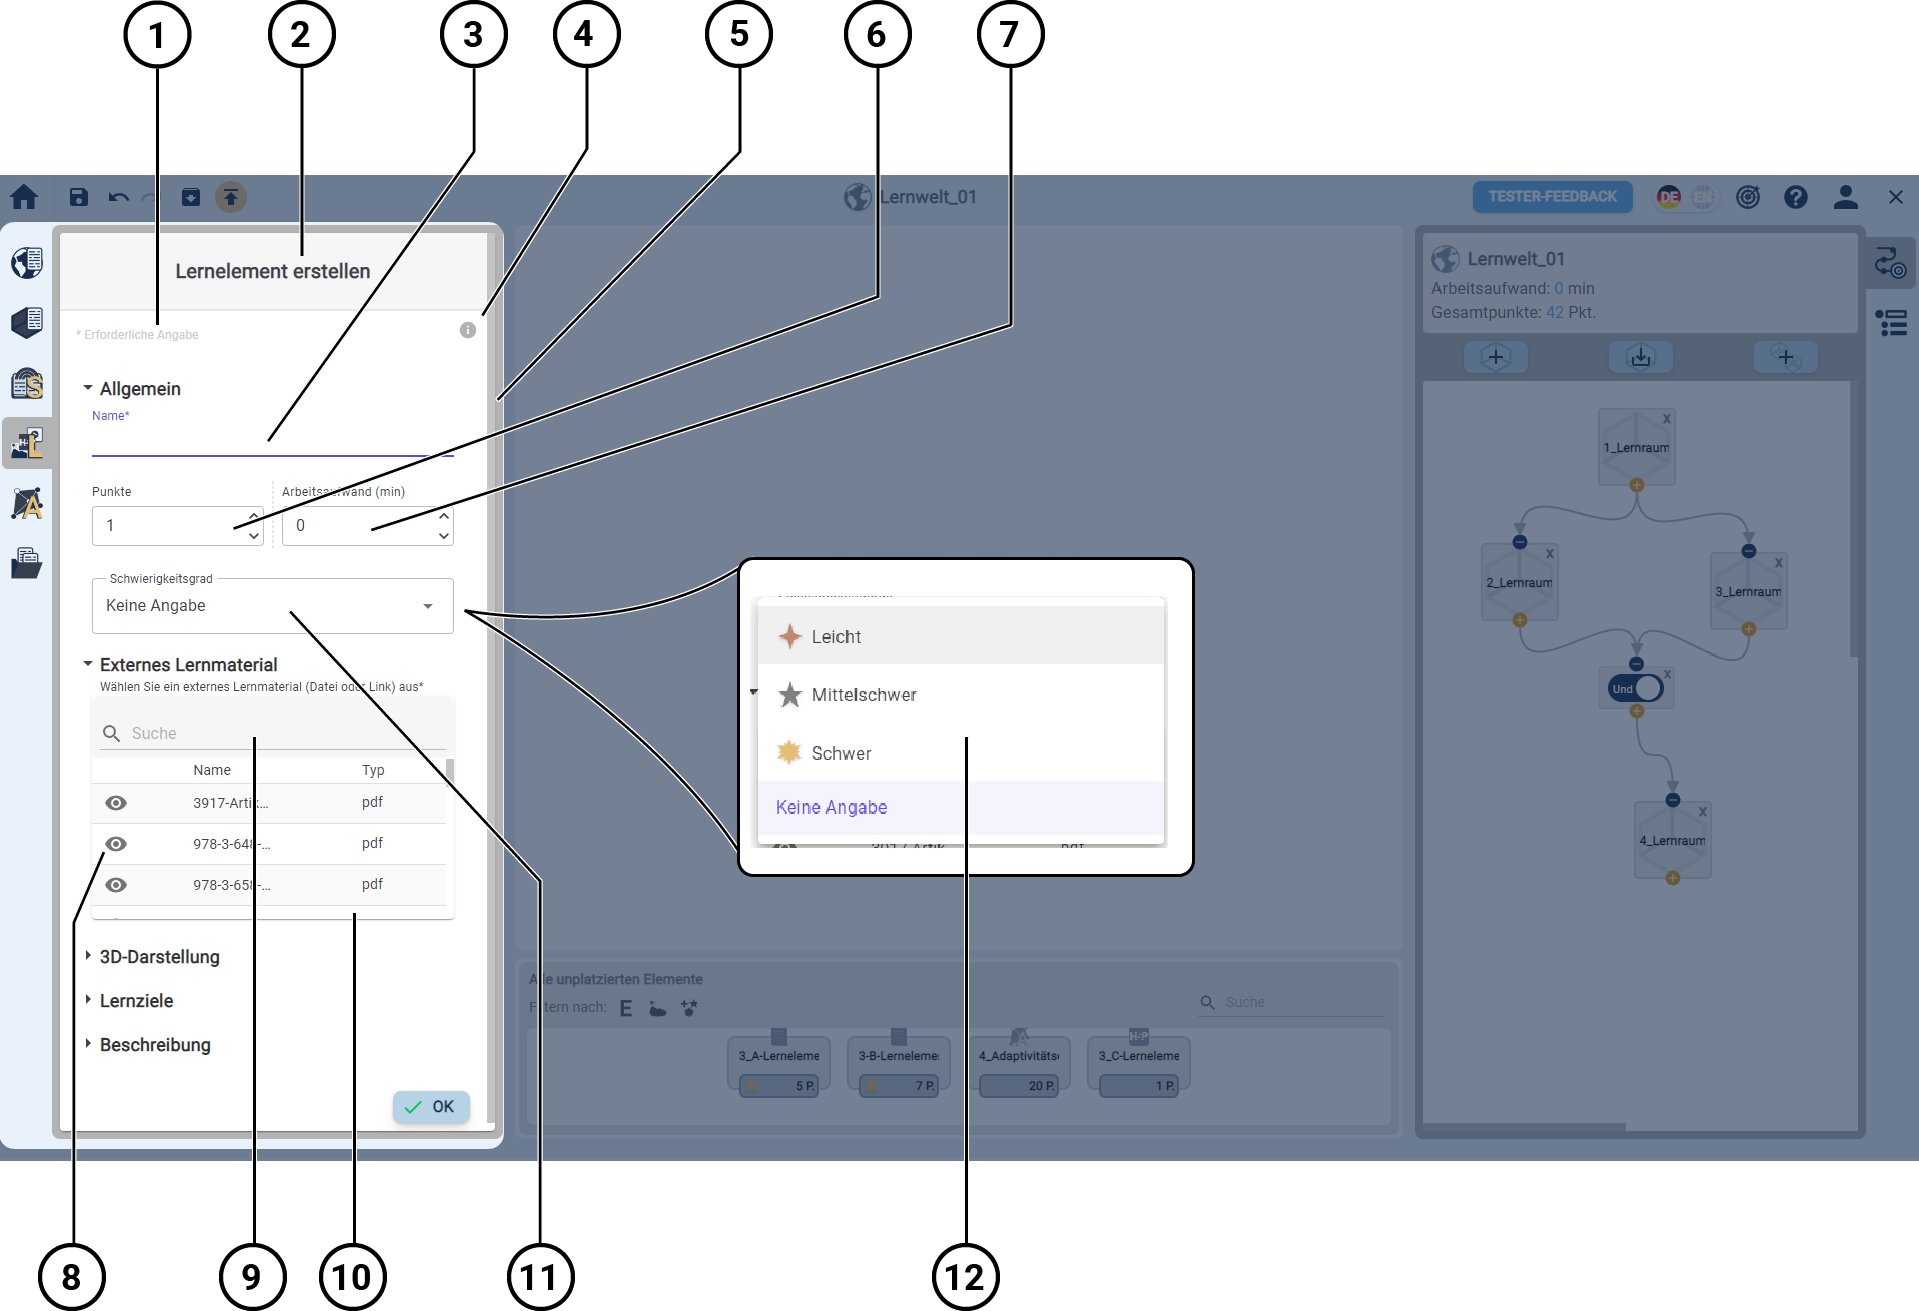 1 2 3 4 5 6 7
Lernwelt_01
TESTER-FEEDBACK
DE EN
Lernelement erstellen
* Erforderliche Angabe
Allgemein
Name*
Punkte
Arbeitsaufwand (min)
1
0
Schwierigkeitsgrad
Keine Angabe
Externes Lernmaterial
Wählen Sie ein externes Lernmaterial (Datei oder Link) aus*
Suche
Name Typ
3917-Artik... pdf
978-3-648-... pdf
978-3-658-... pdf
3D-Darstellung
Lernziele
Beschreibung
OK
Leicht
Mittelschwer
Schwer
Keine Angabe
Alle unplatzierten Elemente
Filtern nach: E
Suche
3_A-Lerneleme
5 P.
3-B-Lerneleme
7 P.
4_Adaptivitäts
20 P.
H-P
3_C-Lerneleme
1 P.
Lernwelt_01
Arbeitsaufwand: 0 min
Gesamtpunkte: 42 Pkt.
1_Lernraum
2_Lernraum
3_Lernraum
Und
4_Lernraum
8 9 10 11 12